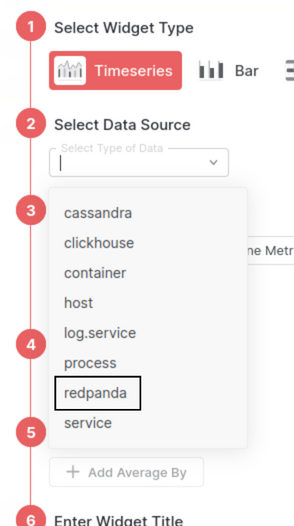 1 Select Widget Type
Timeseries Bar
2 Select Data Source
Select Type of Data
3
cassandra
clickhouse
container
ne Metr
host
log.service
4
process
redpanda
service
5
+ Add Average By
6 Enter Widget Title